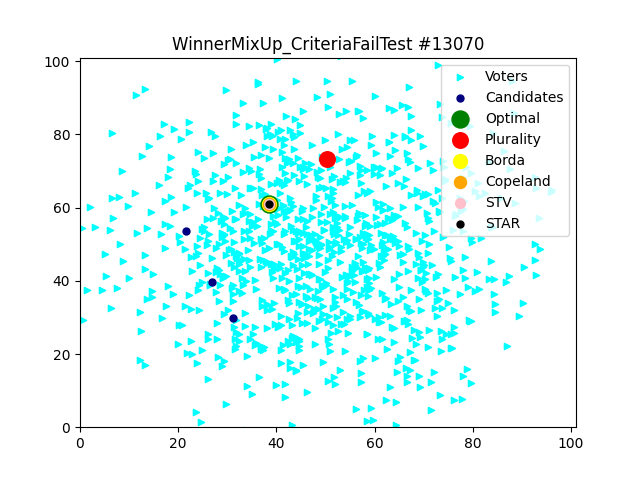 WinnerMixUp_CriteriaFailTest #13070
100
80
60
40
20
0
0
20
40
60
80
100
Voters
Candidates
Optimal
Plurality
Borda
Copeland
STV
STAR